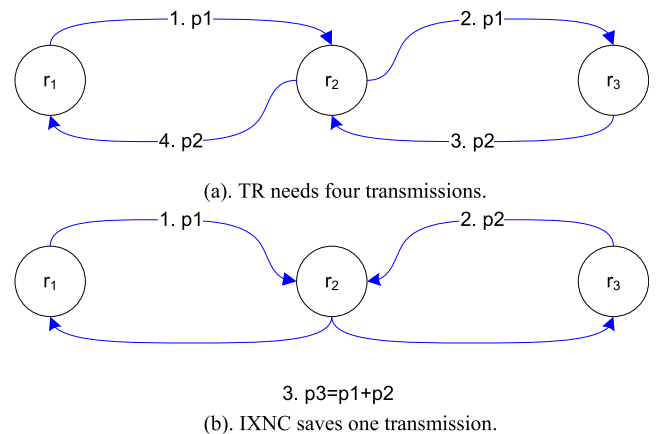 1. p1
2. p1
r1
r2
r3
4. p2
3. p2
(a). TR needs four transmissions.
1. p1
2. p2
r1
r2
r3
3. p3=p1+p2
(b). IXNC saves one transmission.